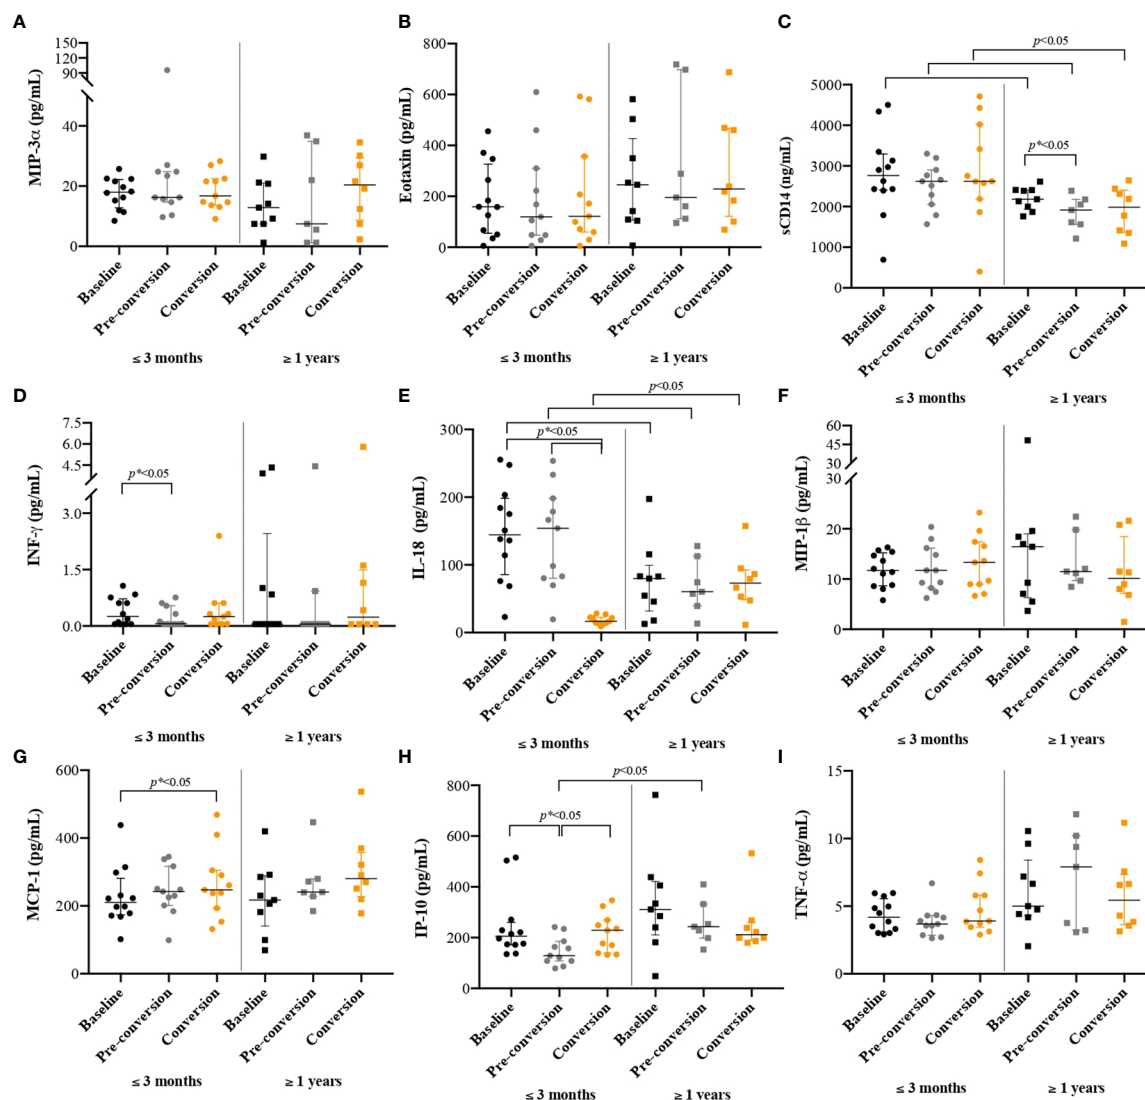 A
MIP-3α (pg/mL)
150
120
90
40
20
0
Baseline
Pre-conversion
Conversion
Baseline
Pre-conversion
Conversion
≤ 3 months
≥ 1 years
B
Eotaxin (pg/mL)
800
600
400
200
0
Baseline
Pre-conversion
Conversion
Baseline
Pre-conversion
Conversion
≤ 3 months
≥ 1 years
C
p<0.05
p*<0.05
sCD14 (ng/mL)
5000
4000
3000
2000
1000
0
Baseline
Pre-conversion
Conversion
Baseline
Pre-conversion
Conversion
≤ 3 months
≥ 1 years
D
INF-γ (pg/mL)
7.5
6.0
4.5
3.0
1.5
0.0
p*<0.05
Baseline
Pre-conversion
Conversion
Baseline
Pre-conversion
Conversion
≤ 3 months
≥ 1 years
E
p<0.05
p*<0.05
IL-18 (pg/mL)
300
200
100
0
Baseline
Pre-conversion
Conversion
Baseline
Pre-conversion
Conversion
≤ 3 months
≥ 1 years
F
MIP-1β (pg/mL)
60
45
30
20
10
0
Baseline
Pre-conversion
Conversion
Baseline
Pre-conversion
Conversion
≤ 3 months
≥ 1 years
G
MCP-1 (pg/mL)
600
400
200
0
p*<0.05
Baseline
Pre-conversion
Conversion
Baseline
Pre-conversion
Conversion
≤ 3 months
≥ 1 years
H
p<0.05
p*<0.05
IP-10 (pg/mL)
800
600
400
200
0
Baseline
Pre-conversion
Conversion
Baseline
Pre-conversion
Conversion
≤ 3 months
≥ 1 years
I
TNF-α (pg/mL)
15
10
5
0
Baseline
Pre-conversion
Conversion
Baseline
Pre-conversion
Conversion
≤ 3 months
≥ 1 years